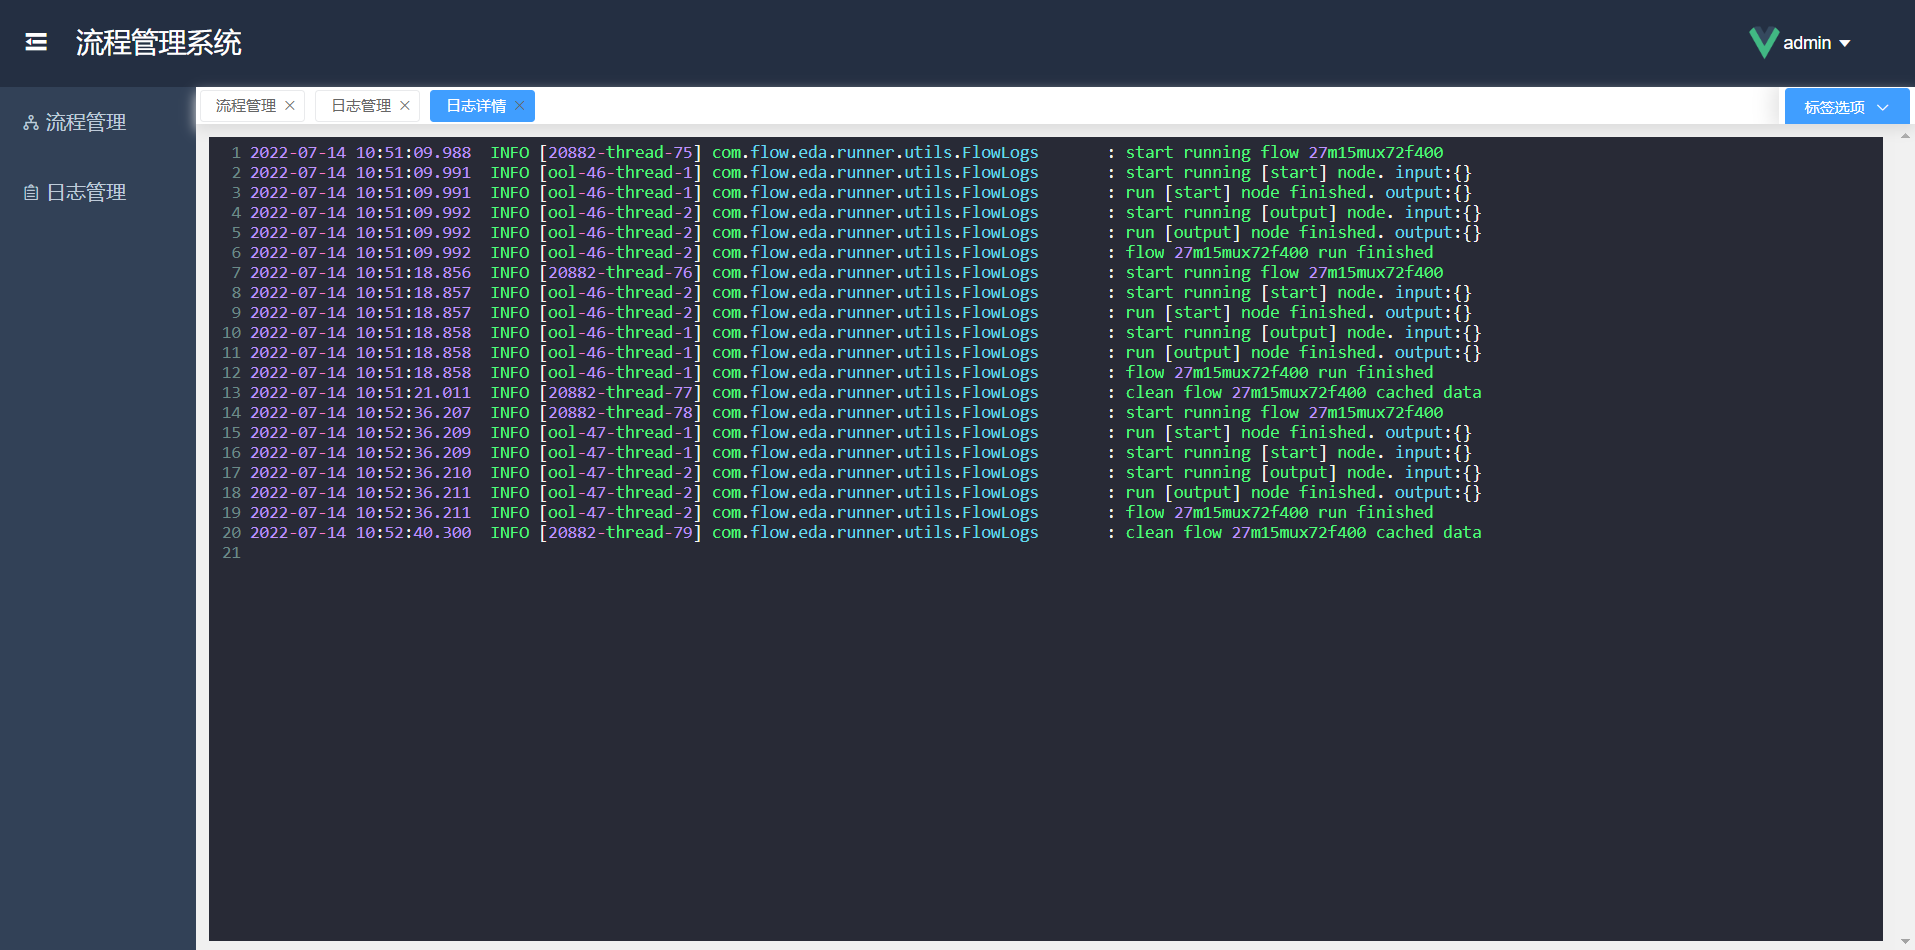 流程管理系统
admin
流程管理
日志管理
流程管理 × 日志管理 × 日志详情 × 标签选项
1 2022-07-14 10:51:09.988  INFO [20882-thread-75] com.flow.eda.runner.utils.FlowLogs       : start running flow 27m15mux72f400
2 2022-07-14 10:51:09.991  INFO [ool-46-thread-1] com.flow.eda.runner.utils.FlowLogs       : start running [start] node. input:{}
3 2022-07-14 10:51:09.991  INFO [ool-46-thread-1] com.flow.eda.runner.utils.FlowLogs       : run [start] node finished. output:{}
4 2022-07-14 10:51:09.992  INFO [ool-46-thread-2] com.flow.eda.runner.utils.FlowLogs       : start running [output] node. input:{}
5 2022-07-14 10:51:09.992  INFO [ool-46-thread-2] com.flow.eda.runner.utils.FlowLogs       : run [output] node finished. output:{}
6 2022-07-14 10:51:09.992  INFO [ool-46-thread-2] com.flow.eda.runner.utils.FlowLogs       : flow 27m15mux72f400 run finished
7 2022-07-14 10:51:18.856  INFO [20882-thread-76] com.flow.eda.runner.utils.FlowLogs       : start running flow 27m15mux72f400
8 2022-07-14 10:51:18.857  INFO [ool-46-thread-2] com.flow.eda.runner.utils.FlowLogs       : start running [start] node. input:{}
9 2022-07-14 10:51:18.857  INFO [ool-46-thread-2] com.flow.eda.runner.utils.FlowLogs       : run [start] node finished. output:{}
10 2022-07-14 10:51:18.858  INFO [ool-46-thread-1] com.flow.eda.runner.utils.FlowLogs       : start running [output] node. input:{}
11 2022-07-14 10:51:18.858  INFO [ool-46-thread-1] com.flow.eda.runner.utils.FlowLogs       : run [output] node finished. output:{}
12 2022-07-14 10:51:18.858  INFO [ool-46-thread-1] com.flow.eda.runner.utils.FlowLogs       : flow 27m15mux72f400 run finished
13 2022-07-14 10:51:21.011  INFO [20882-thread-77] com.flow.eda.runner.utils.FlowLogs       : clean flow 27m15mux72f400 cached data
14 2022-07-14 10:52:36.207  INFO [20882-thread-78] com.flow.eda.runner.utils.FlowLogs       : start running flow 27m15mux72f400
15 2022-07-14 10:52:36.209  INFO [ool-47-thread-1] com.flow.eda.runner.utils.FlowLogs       : run [start] node finished. output:{}
16 2022-07-14 10:52:36.209  INFO [ool-47-thread-1] com.flow.eda.runner.utils.FlowLogs       : start running [start] node. input:{}
17 2022-07-14 10:52:36.210  INFO [ool-47-thread-2] com.flow.eda.runner.utils.FlowLogs       : start running [output] node. input:{}
18 2022-07-14 10:52:36.211  INFO [ool-47-thread-2] com.flow.eda.runner.utils.FlowLogs       : run [output] node finished. output:{}
19 2022-07-14 10:52:36.211  INFO [ool-47-thread-2] com.flow.eda.runner.utils.FlowLogs       : flow 27m15mux72f400 run finished
20 2022-07-14 10:52:40.300  INFO [20882-thread-79] com.flow.eda.runner.utils.FlowLogs       : clean flow 27m15mux72f400 cached data
21